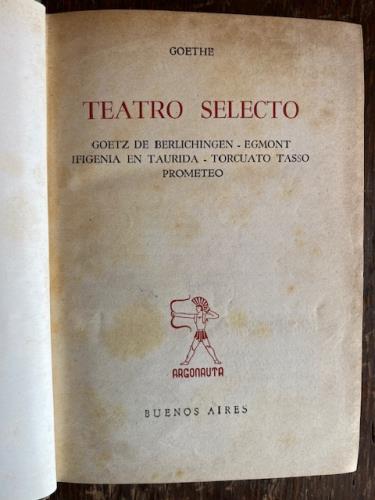 GOETHE
TEATRO SELECTO
GOETZ DE BERLICHINGEN - EGMONT
IFIGENIA EN TAURIDA - TORCUATO TASSO
PROMETEO
ARGONAUTA
BUENOS AIRES